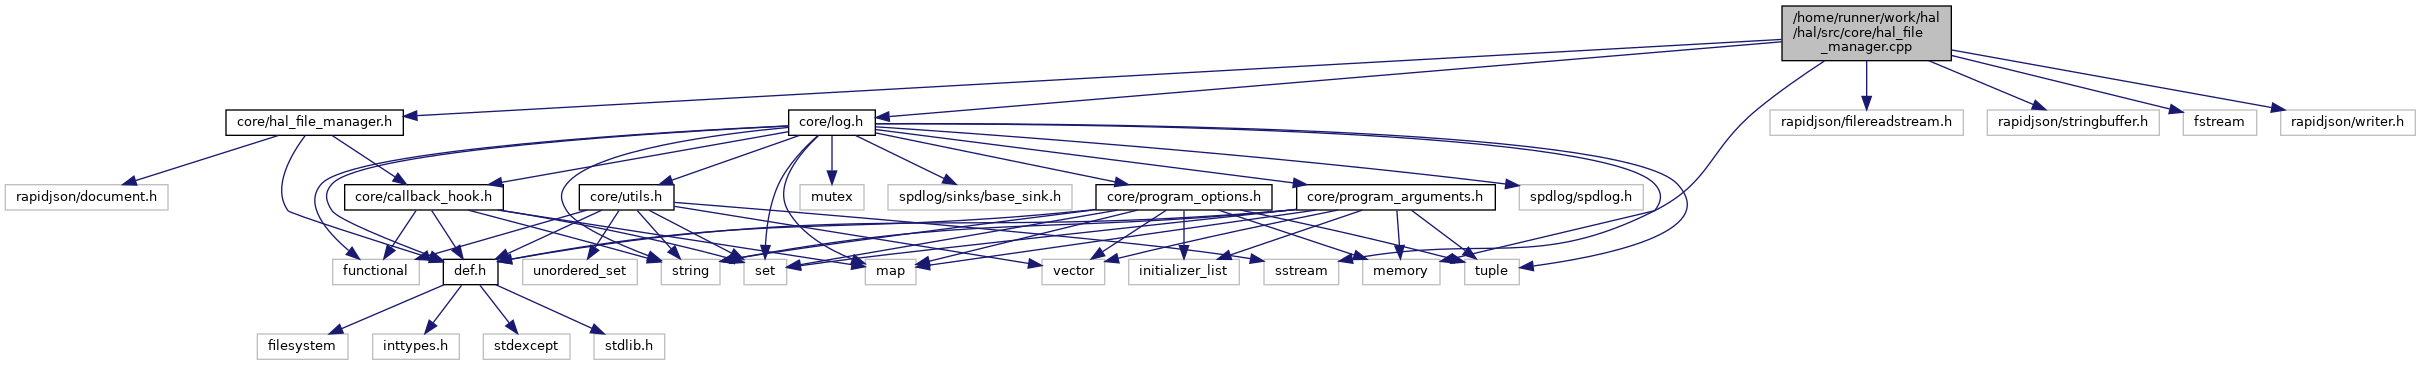 /home/runner/work/hal
/hal/src/core/hal_file
_manager.cpp
core/hal_file_manager.h
core/log.h
rapidjson/filereadstream.h
rapidjson/stringbuffer.h
fstream
rapidjson/writer.h
rapidjson/document.h
core/callback_hook.h
core/utils.h
mutex
spdlog/sinks/base_sink.h
core/program_options.h
core/program_arguments.h
spdlog/spdlog.h
functional
def.h
unordered_set
string
set
map
vector
initializer_list
sstream
memory
tuple
filesystem
inttypes.h
stdexcept
stdlib.h